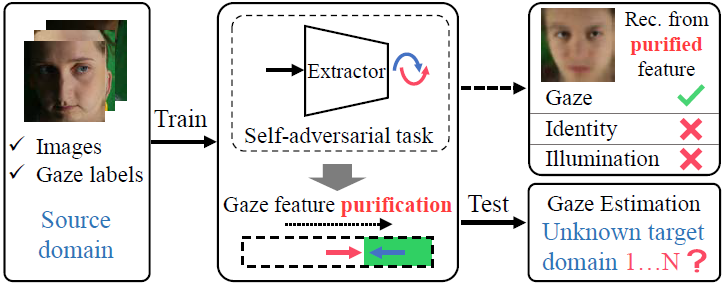 ✓ Images
✓ Gaze labels
Source
domain
Train
Extractor
Self-adversarial task
Gaze feature purification
Test
Rec. from
purified
feature
Gaze
Identity
Illumination
Gaze Estimation
Unknown target
domain 1…N ?